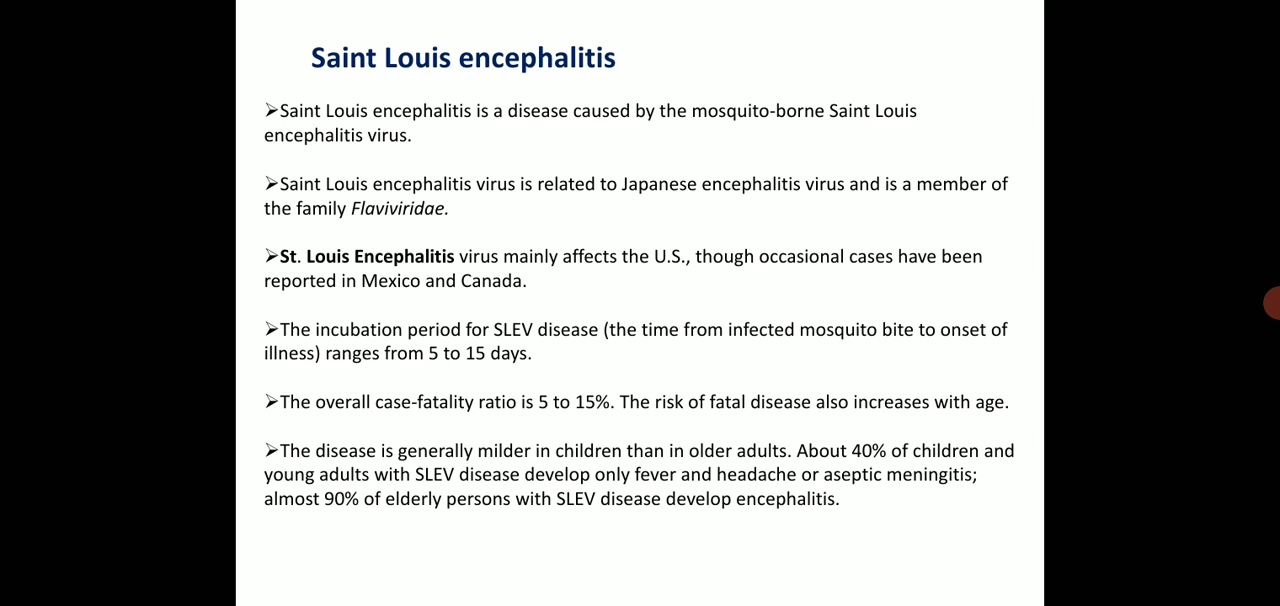 Saint Louis encephalitis
➢Saint Louis encephalitis is a disease caused by the mosquito-borne Saint Louis
encephalitis virus.
➢Saint Louis encephalitis virus is related to Japanese encephalitis virus and is a member of
the family Flaviviridae.
➢St. Louis Encephalitis virus mainly affects the U.S., though occasional cases have been
reported in Mexico and Canada.
➢The incubation period for SLEV disease (the time from infected mosquito bite to onset of
illness) ranges from 5 to 15 days.
➢The overall case-fatality ratio is 5 to 15%. The risk of fatal disease also increases with age.
➢The disease is generally milder in children than in older adults. About 40% of children and
young adults with SLEV disease develop only fever and headache or aseptic meningitis;
almost 90% of elderly persons with SLEV disease develop encephalitis.